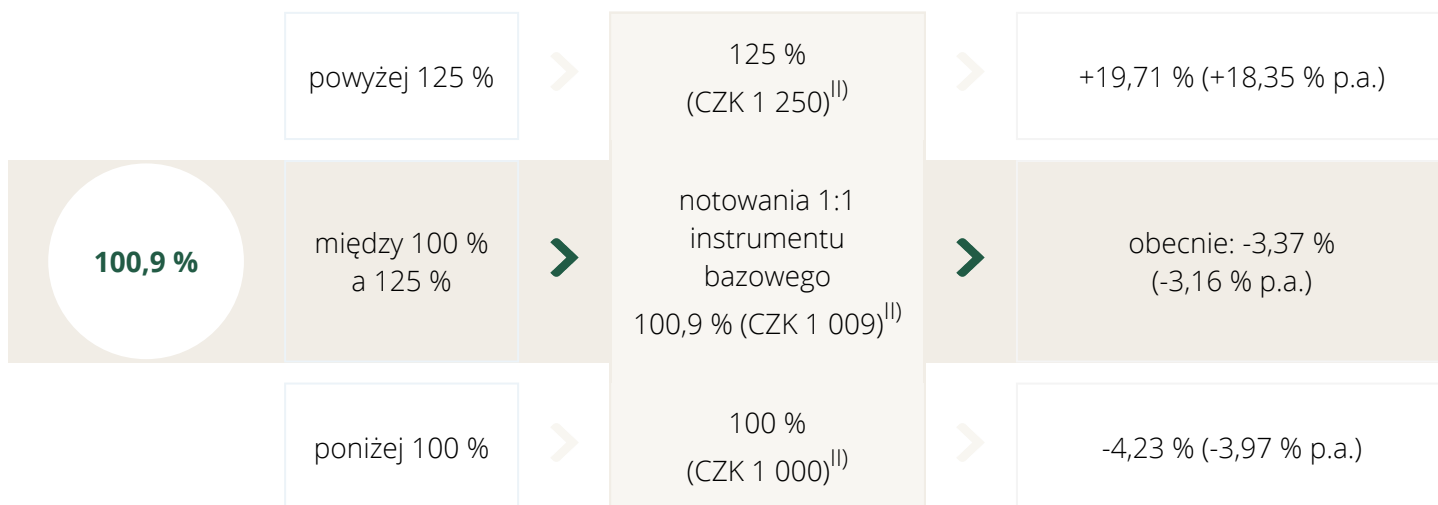 powyżej 125 %
125 %
(CZK 1 250)II)
+19,71 % (+18,35 % p.a.)
100,9 %
między 100 %
a 125 %
notowania 1:1
instrumentu
bazowego
100,9 % (CZK 1 009)II)
obecnie: -3,37 %
(-3,16 % p.a.)
poniżej 100 %
100 %
(CZK 1 000)II)
-4,23 % (-3,97 % p.a.)